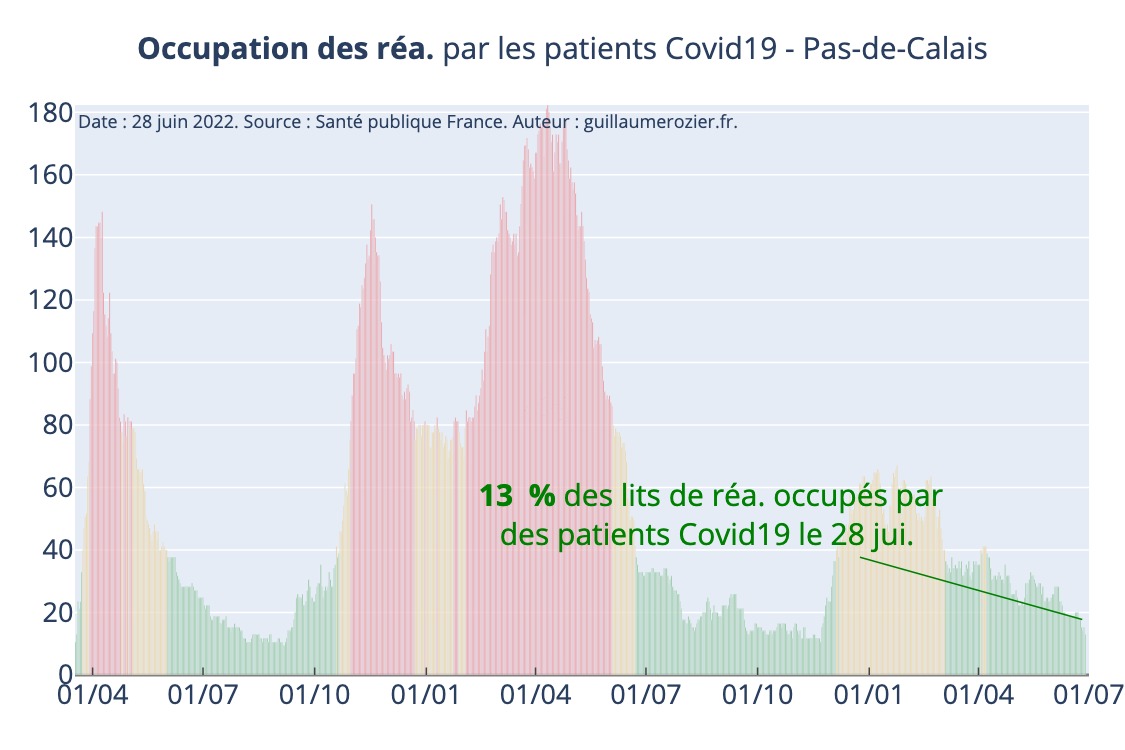 Occupation des réa. par les patients Covid19 - Pas-de-Calais
180
Date : 28 juin 2022. Source : Santé publique France. Auteur : guillaumerozier.fr.
160
140
120
100
80
60
13 % des lits de réa. occupés par
des patients Covid19 le 28 jui.
40
20
0
01/04 01/07 01/10 01/01 01/04 01/07 01/10 01/01 01/04 01/07